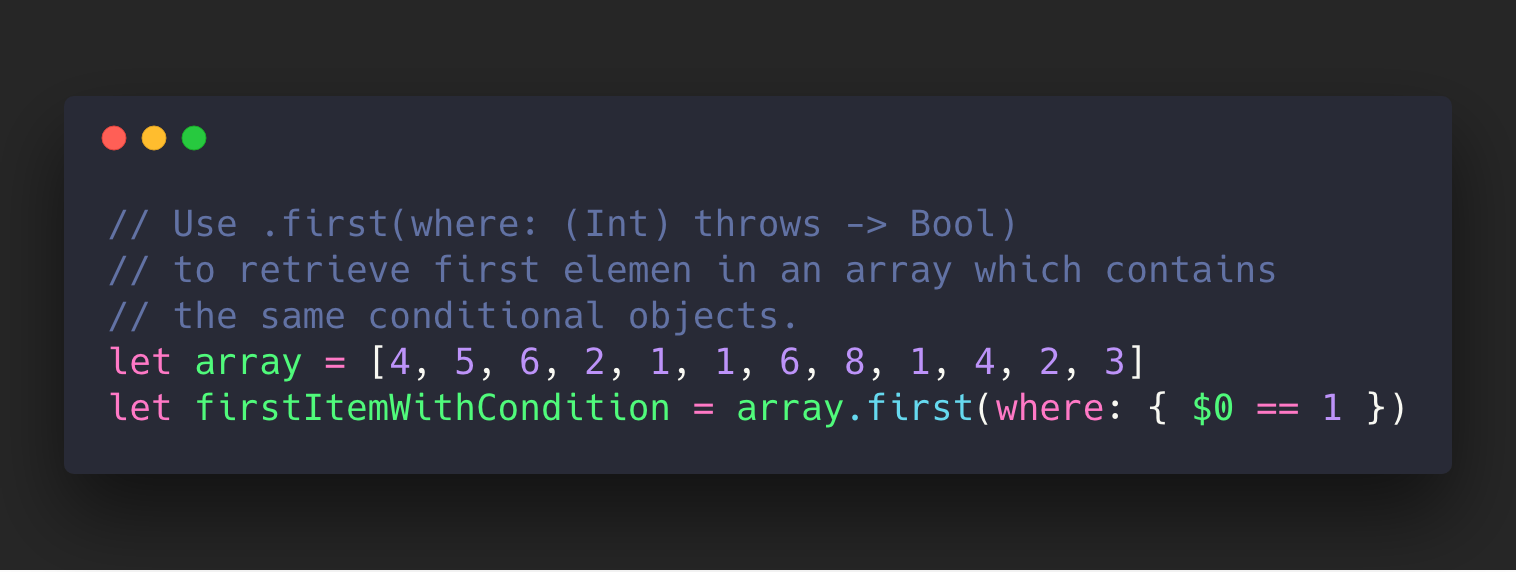 // Use .first(where: (Int) throws -> Bool)
// to retrieve first elemen in an array which contains
// the same conditional objects.
let array = [4, 5, 6, 2, 1, 1, 6, 8, 1, 4, 2, 3]
let firstItemWithCondition = array.first(where: { $0 == 1 })